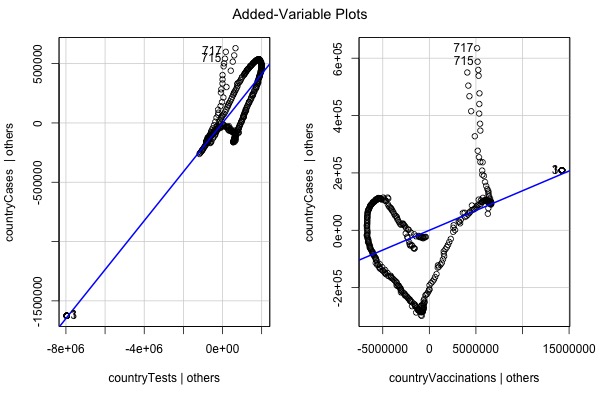 Added-Variable Plots
717
715
3
-8e+06 -4e+06 0e+00
-1500000 -500000 0 500000
countryTests | others
countryCases | others
717
715
3
-5000000 0 5000000 15000000
-2e+05 0e+00 2e+05 4e+05 6e+05
countryVaccinations | others
countryCases | others